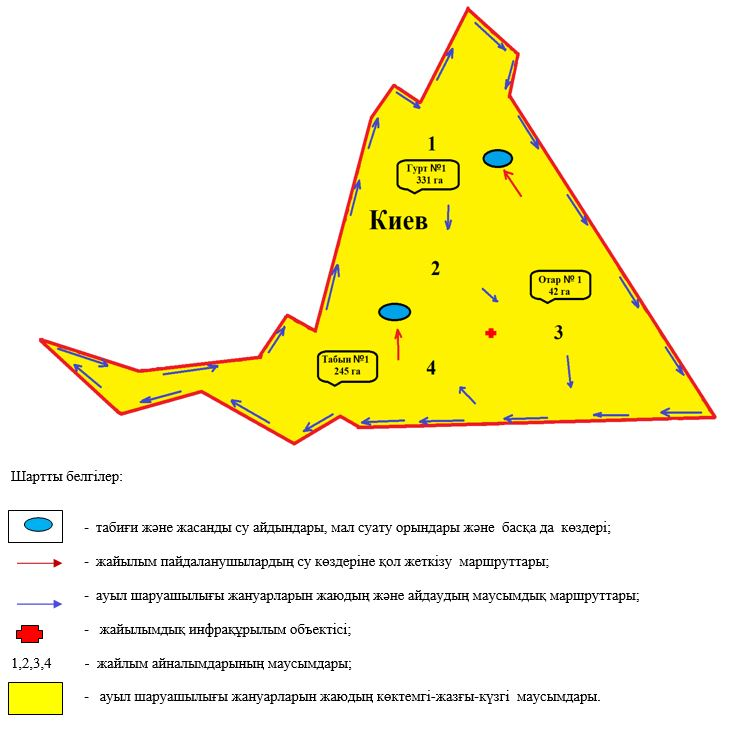 1
Гурт №1
331 га
Киев
2
Отар № 1
42 га
3
Табын №1
245 га
4
Шартты белгілер:
- табиғи және жасанды су айдындары, мал суату орындары және басқа да көздері;
- жайылым пайдаланушылардың су көздеріне қол жеткізу маршруттары;
- ауыл шаруашылығы жануарларын жаюдың және айдаудың маусымдық маршруттары;
- жайылымдық инфрақұрылым объектісі;
1,2,3,4 - жайлым айналымдарының маусымдары;
- ауыл шаруашылығы жануарларын жаюдың көктемгі-жазғы-күзгі маусымдары.